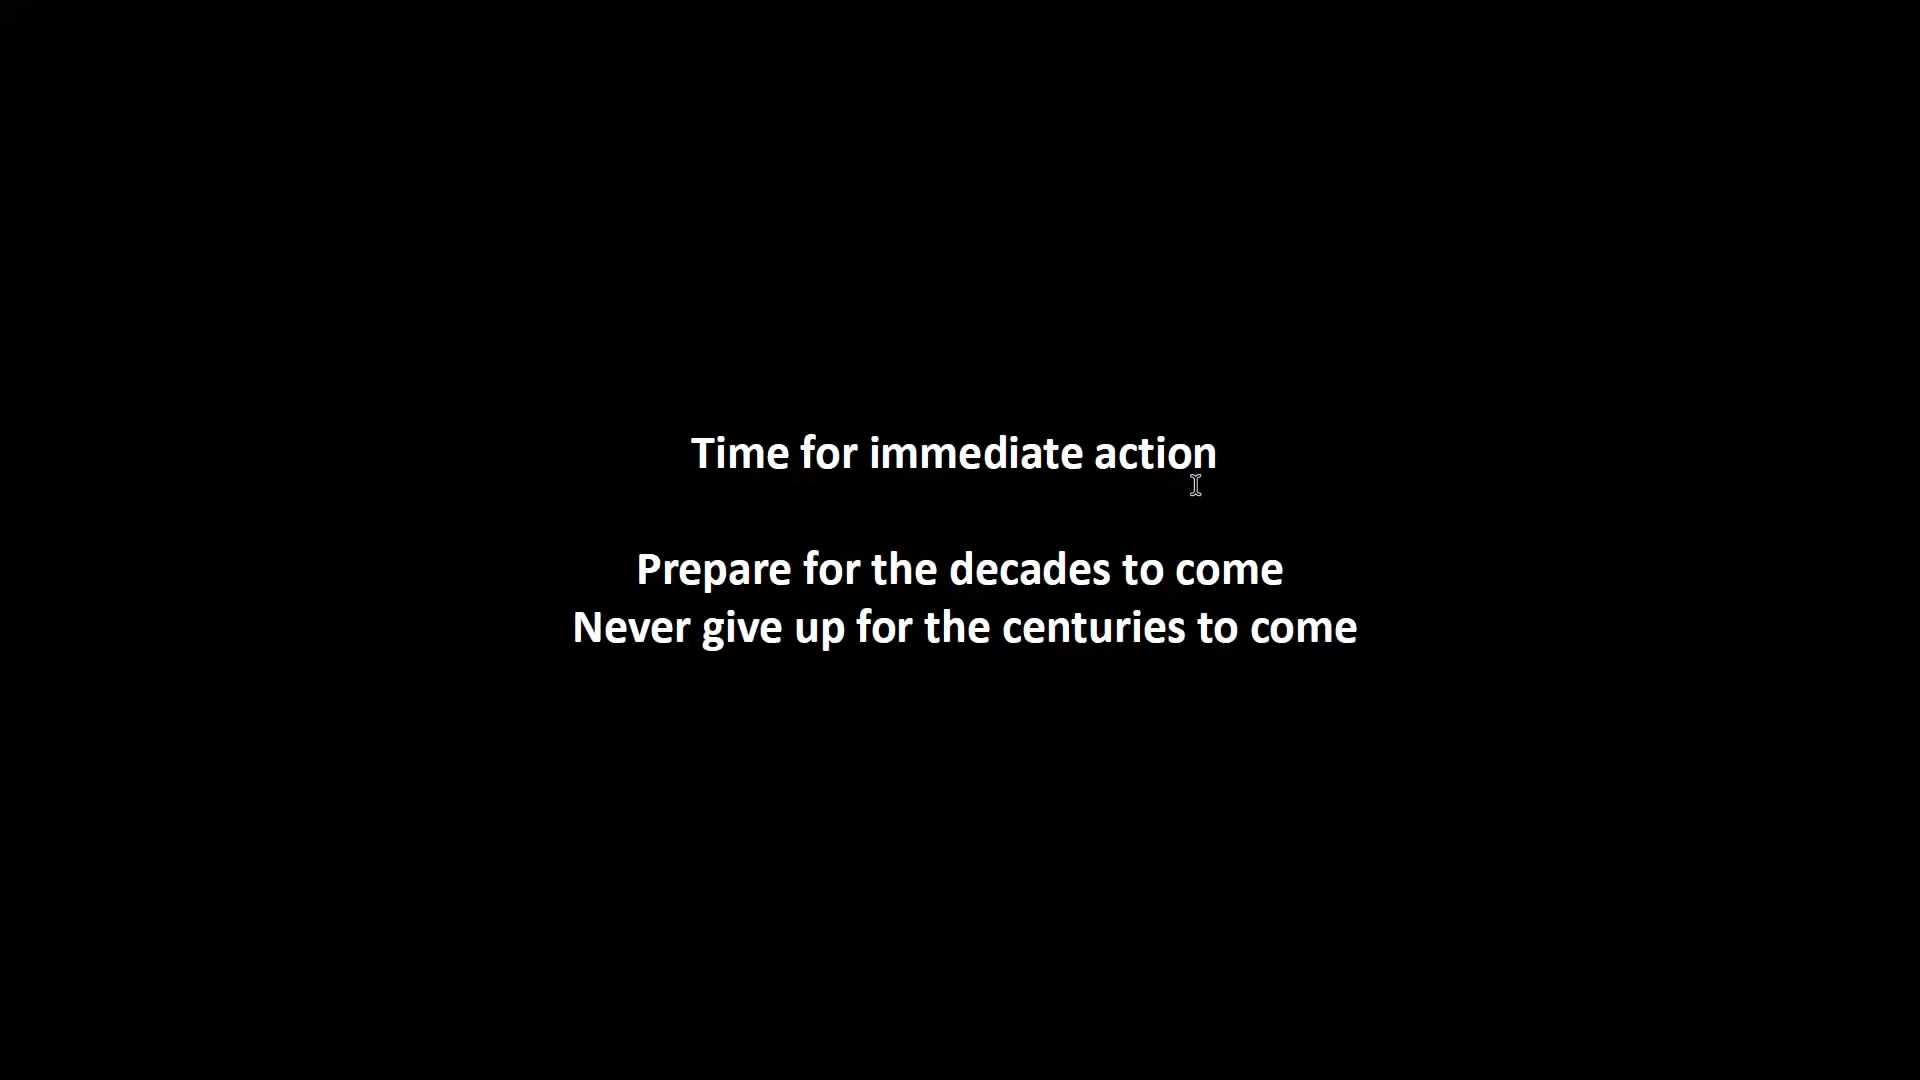 Time for immediate action
Prepare for the decades to come
Never give up for the centuries to come